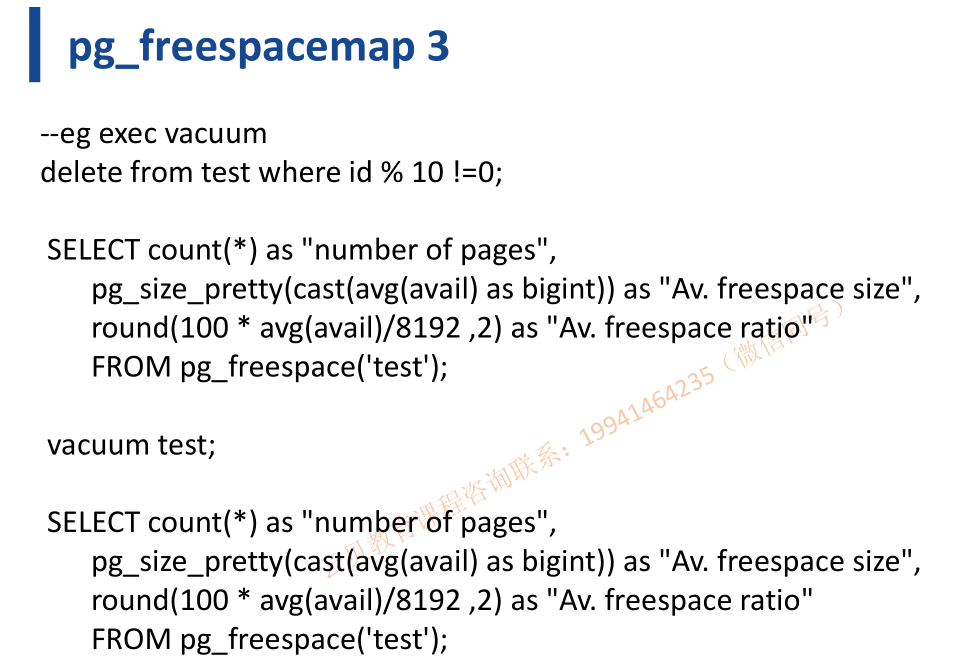 pg_freespacemap 3
--eg exec vacuum
delete from test where id % 10 !=0;
SELECT count(*) as "number of pages",
pg_size_pretty(cast(avg(avail) as bigint)) as "Av. freespace size",
round(100 * avg(avail)/8192 ,2) as "Av. freespace ratio"
FROM pg_freespace('test');
vacuum test;
SELECT count(*) as "number of pages",
pg_size_pretty(cast(avg(avail) as bigint)) as "Av. freespace size",
round(100 * avg(avail)/8192 ,2) as "Av. freespace ratio"
FROM pg_freespace('test');
教育课程咨询联系：19941464235（微信同号）